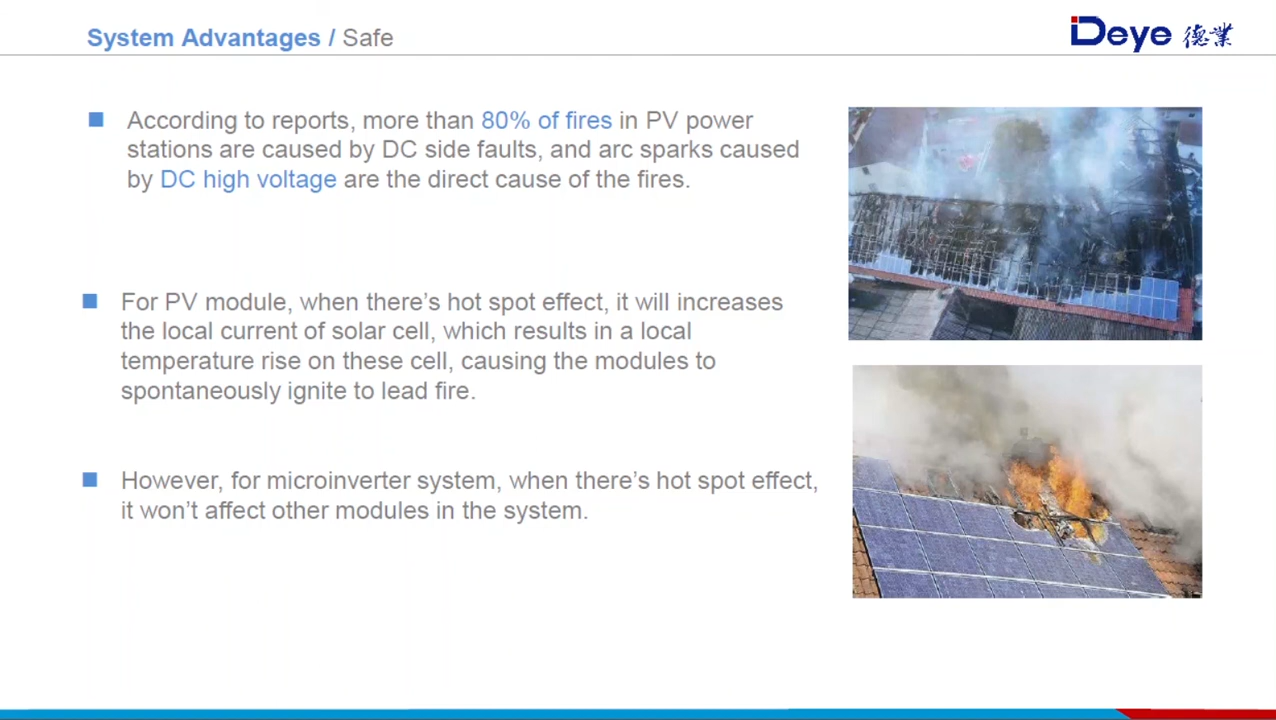 System Advantages / Safe
Deye 德業
According to reports, more than 80% of fires in PV power
stations are caused by DC side faults, and arc sparks caused
by DC high voltage are the direct cause of the fires.
For PV module, when there’s hot spot effect, it will increases
the local current of solar cell, which results in a local
temperature rise on these cell, causing the modules to
spontaneously ignite to lead fire.
However, for microinverter system, when there’s hot spot effect,
it won’t affect other modules in the system.